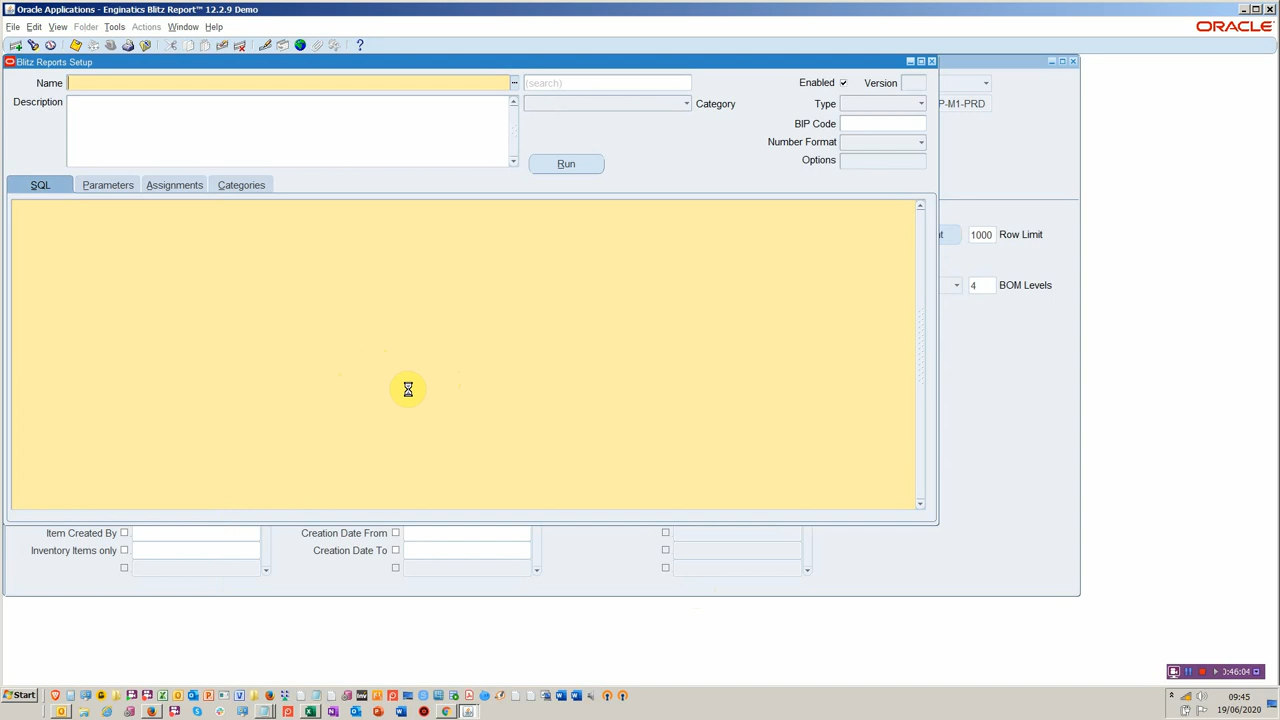 Oracle Applications - Enginatics Blitz Report™ 12.2.9 Demo
File Edit View Folder Tools Actions Window Help
ORACLE
Blitz Reports Setup
Name (search) Enabled Version
Description Category Type P-M1-PRD
BIP Code
Number Format
Run Options
SQL Parameters Assignments Categories
1000 Row Limit
4 BOM Levels
Item Created By Creation Date From
Inventory Items only Creation Date To
0:46:04
Start 09:45
19/06/2020